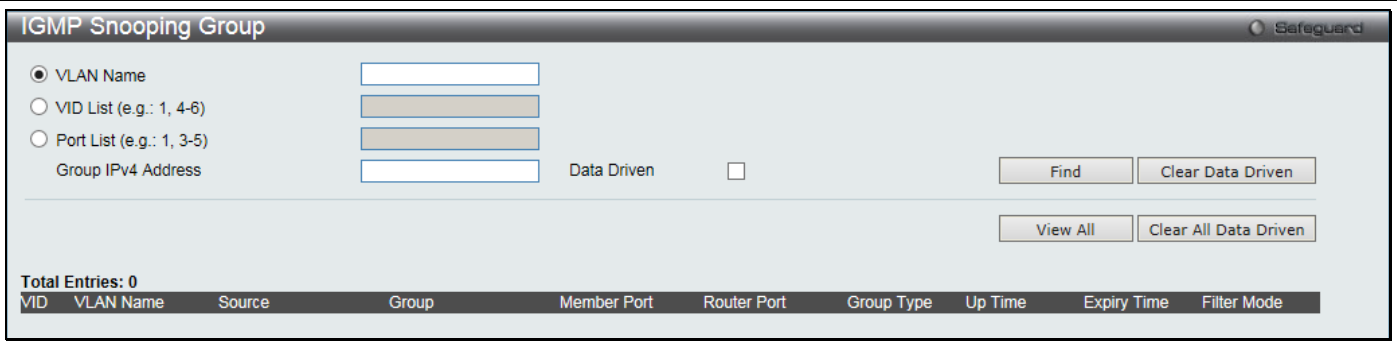 IGMP Snooping Group
Safeguard
VLAN Name
VID List (e.g.: 1, 4-6)
Port List (e.g.: 1, 3-5)
Group IPv4 Address Data Driven Find Clear Data Driven
View All Clear All Data Driven
Total Entries: 0
VID VLAN Name Source Group Member Port Router Port Group Type Up Time Expiry Time Filter Mode